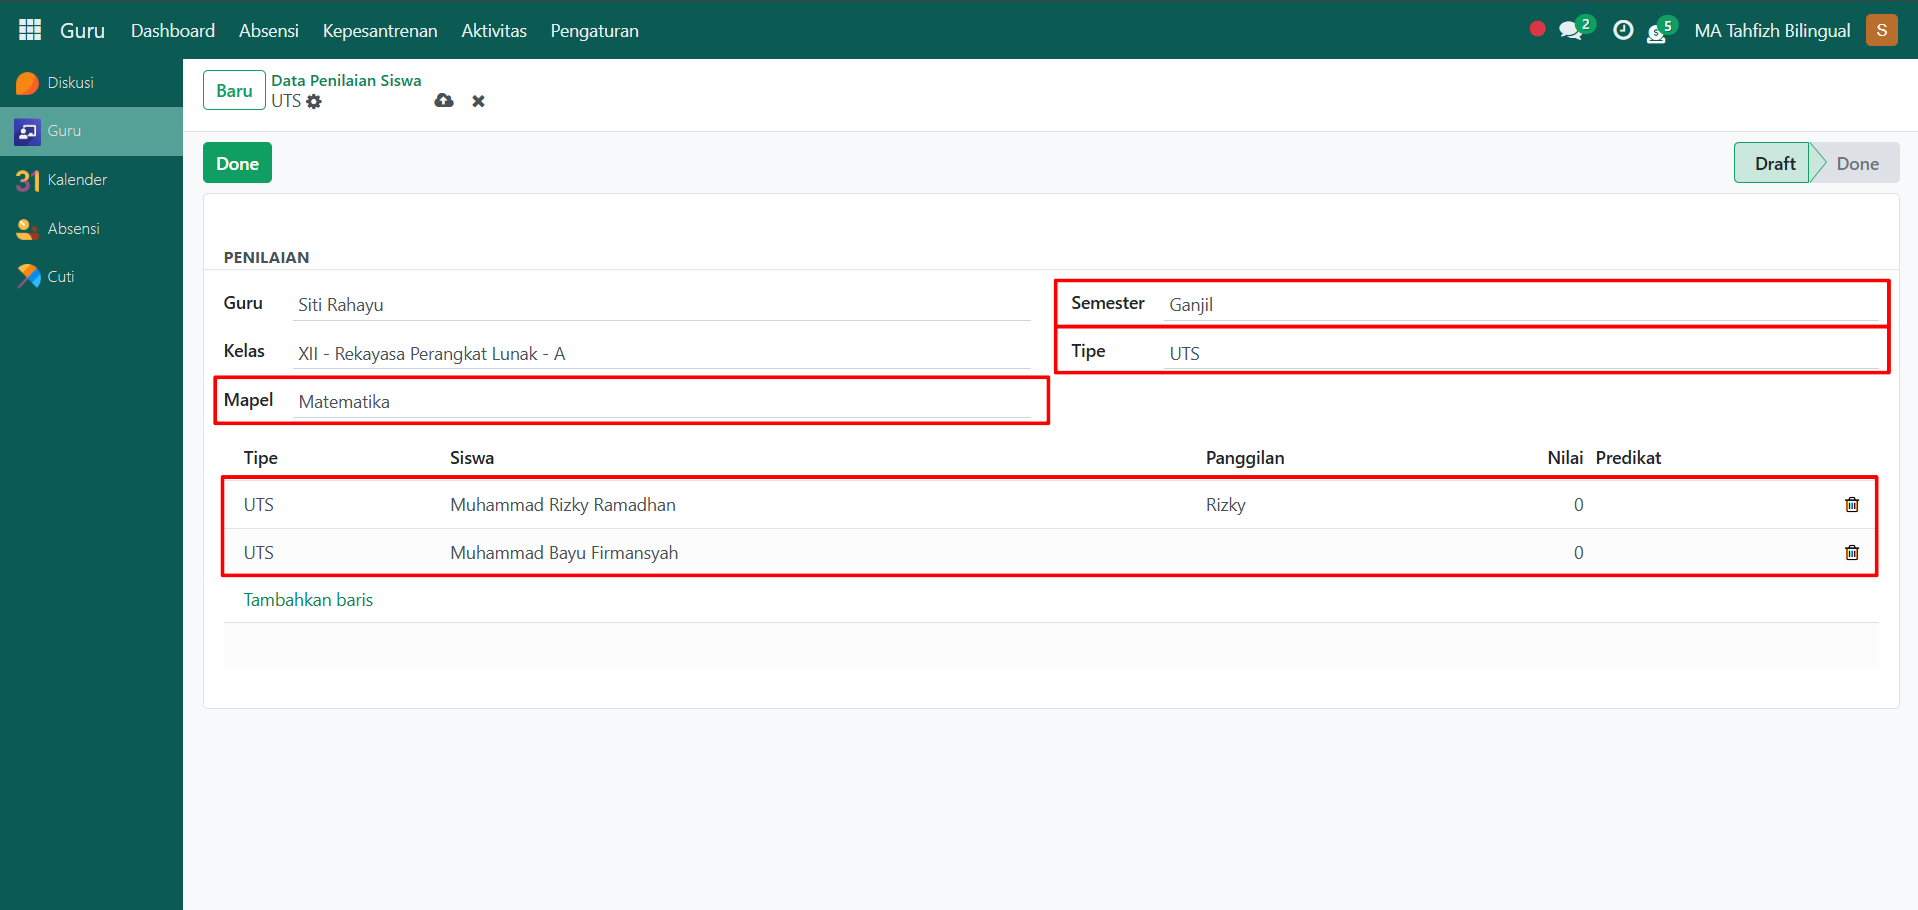 Guru Dashboard Absensi Kepesantrenan Aktivitas Pengaturan 2 5 MA Tahfizh Bilingual S
Diskusi
Guru
31 Kalender
Absensi
Cuti
Baru Data Penilaian Siswa
UTS
Done Draft Done
PENILAIAN
Guru Siti Rahayu Semester Ganjil
Kelas XII - Rekayasa Perangkat Lunak - A Tipe UTS
Mapel Matematika
Tipe Siswa Panggilan Nilai Predikat
UTS Muhammad Rizky Ramadhan Rizky 0
UTS Muhammad Bayu Firmansyah 0
Tambahkan baris